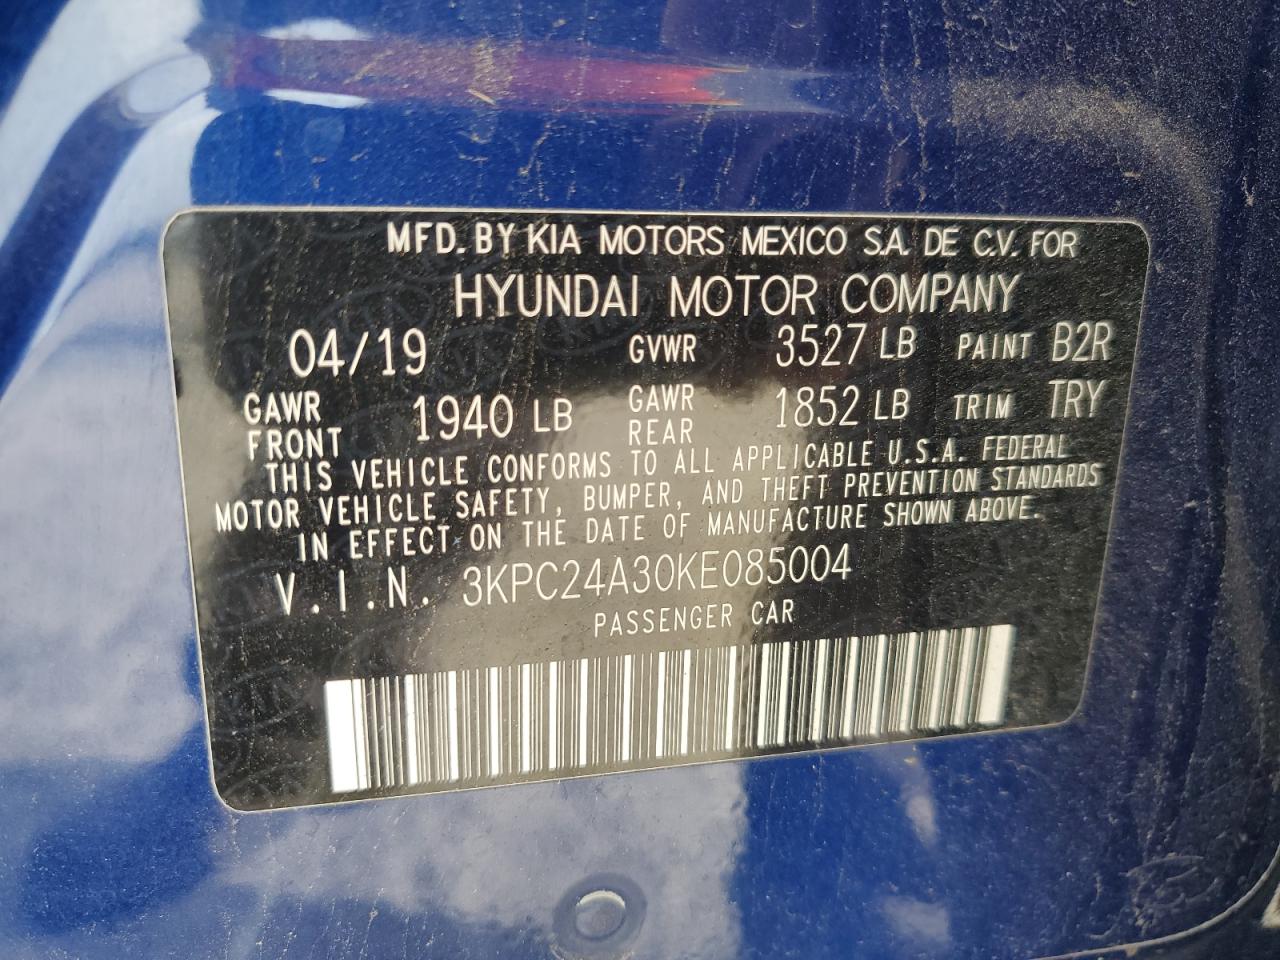 MFD. BY KIA MOTORS MEXICO S.A. DE C.V. FOR
HYUNDAI MOTOR COMPANY
04/19 GVWR 3527 LB PAINT B2R
GAWR FRONT 1940 LB GAWR REAR 1852 LB TRIM TRY
THIS VEHICLE CONFORMS TO ALL APPLICABLE U.S.A. FEDERAL
MOTOR VEHICLE SAFETY, BUMPER, AND THEFT PREVENTION STANDARDS
IN EFFECT ON THE DATE OF MANUFACTURE SHOWN ABOVE.
V.I.N. 3KPC24A30KE085004
PASSENGER CAR